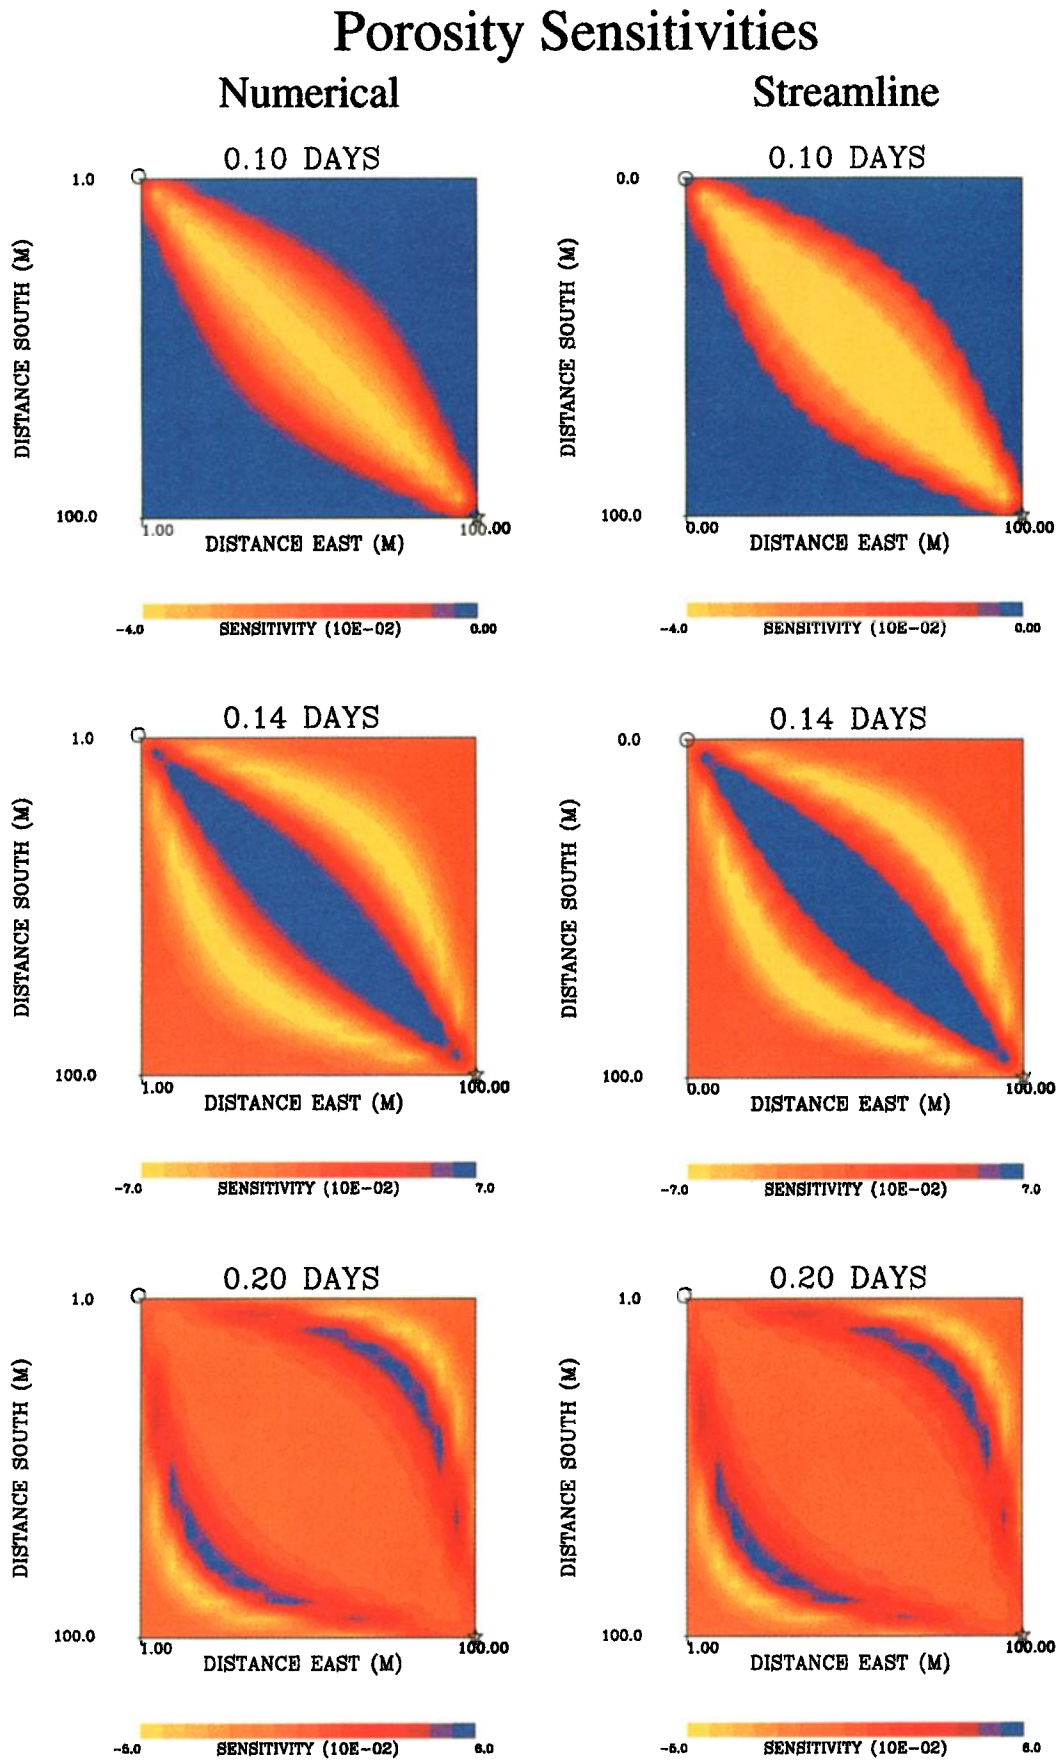 Porosity Sensitivities
Numerical Streamline
0.10 DAYS 0.10 DAYS
1.0 0.0
DISTANCE SOUTH (M) DISTANCE SOUTH (M)
100.0 100.0
1.00 100.00 0.00 100.00
DISTANCE EAST (M) DISTANCE EAST (M)
-4.0 SENSITIVITY (10E-02) 0.00 -4.0 SENSITIVITY (10E-02) 0.00
0.14 DAYS 0.14 DAYS
1.0 0.0
DISTANCE SOUTH (M) DISTANCE SOUTH (M)
100.0 100.0
1.00 100.00 0.00 100.00
DISTANCE EAST (M) DISTANCE EAST (M)
-7.0 SENSITIVITY (10E-02) 7.0 -7.0 SENSITIVITY (10E-02) 7.0
0.20 DAYS 0.20 DAYS
1.0 1.0
DISTANCE SOUTH (M) DISTANCE SOUTH (M)
100.0 100.0
1.00 100.00 1.00 100.00
DISTANCE EAST (M) DISTANCE EAST (M)
SENSITIVITY (10E-02) SENSITIVITY (10E-02)